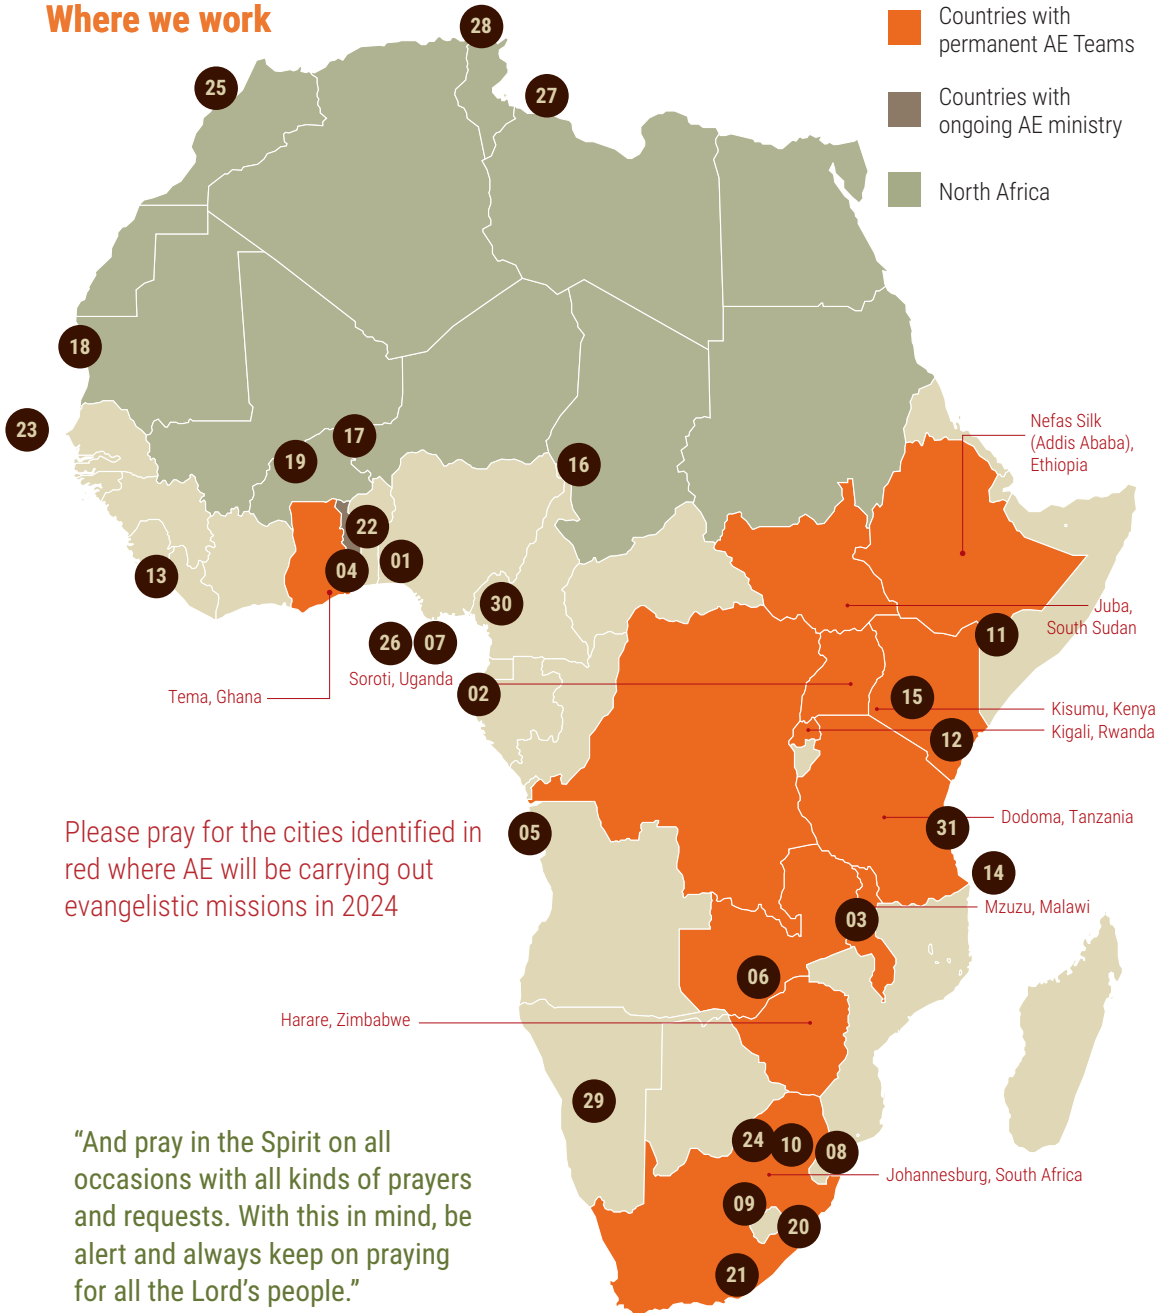 Where we work
Countries with
permanent AE Teams
Countries with
ongoing AE ministry
North Africa
28
25
27
18
23
17
19
16
22
01
04
13
30
26
07
02
Nefas Silk
(Addis Ababa),
Ethiopia
Juba,
South Sudan
11
15
12
Soroti, Uganda
Tema, Ghana
Kisumu, Kenya
Kigali, Rwanda
Dodoma, Tanzania
31
14
05
Mzuzu, Malawi
03
06
Please pray for the cities identified in
red where AE will be carrying out
evangelistic missions in 2024
Harare, Zimbabwe
29
24
10
08
Johannesburg, South Africa
09
20
21
“And pray in the Spirit on all
occasions with all kinds of prayers
and requests. With this in mind, be
alert and always keep on praying
for all the Lord’s people.”